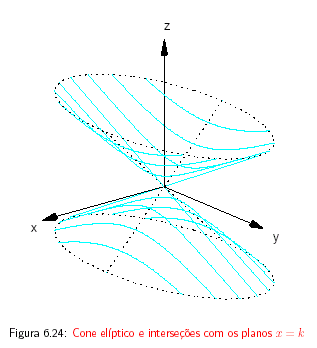 z
x
y
Figura 6.24: Cone elíptico e interseções com os planos x = k